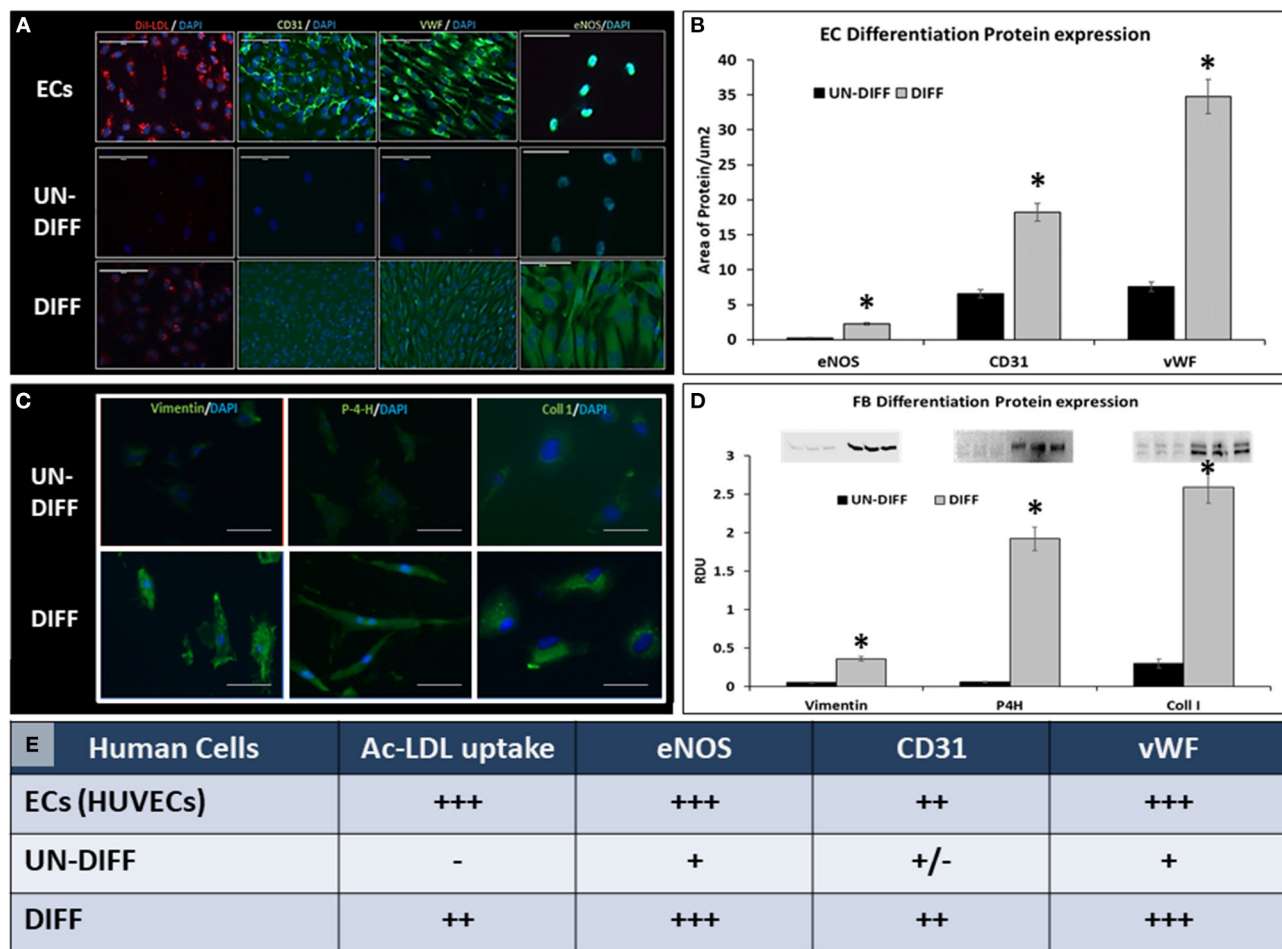 A
Dil-LDL / DAPI
CD31 / DAPI
VWF / DAPI
eNOS/DAPI
ECs
UN-
DIFF
DIFF
B
EC Differentiation Protein expression
UN-DIFF DIFF
Area of Protein/um2
40
35
30
25
20
15
10
5
0
*
*
*
eNOS CD31 vWF
C
Vimentin/DAPI
P-4-H/DAPI
Coll 1/DAPI
UN-
DIFF
DIFF
D
FB Differentiation Protein expression
UN-DIFF DIFF
RDU
3
2.5
2
1.5
1
0.5
0
*
*
*
Vimentin P4H Coll I
E Human Cells Ac-LDL uptake eNOS CD31 vWF
ECs (HUVECs) +++ +++ ++ +++
UN-DIFF - + +/- +
DIFF ++ +++ ++ +++